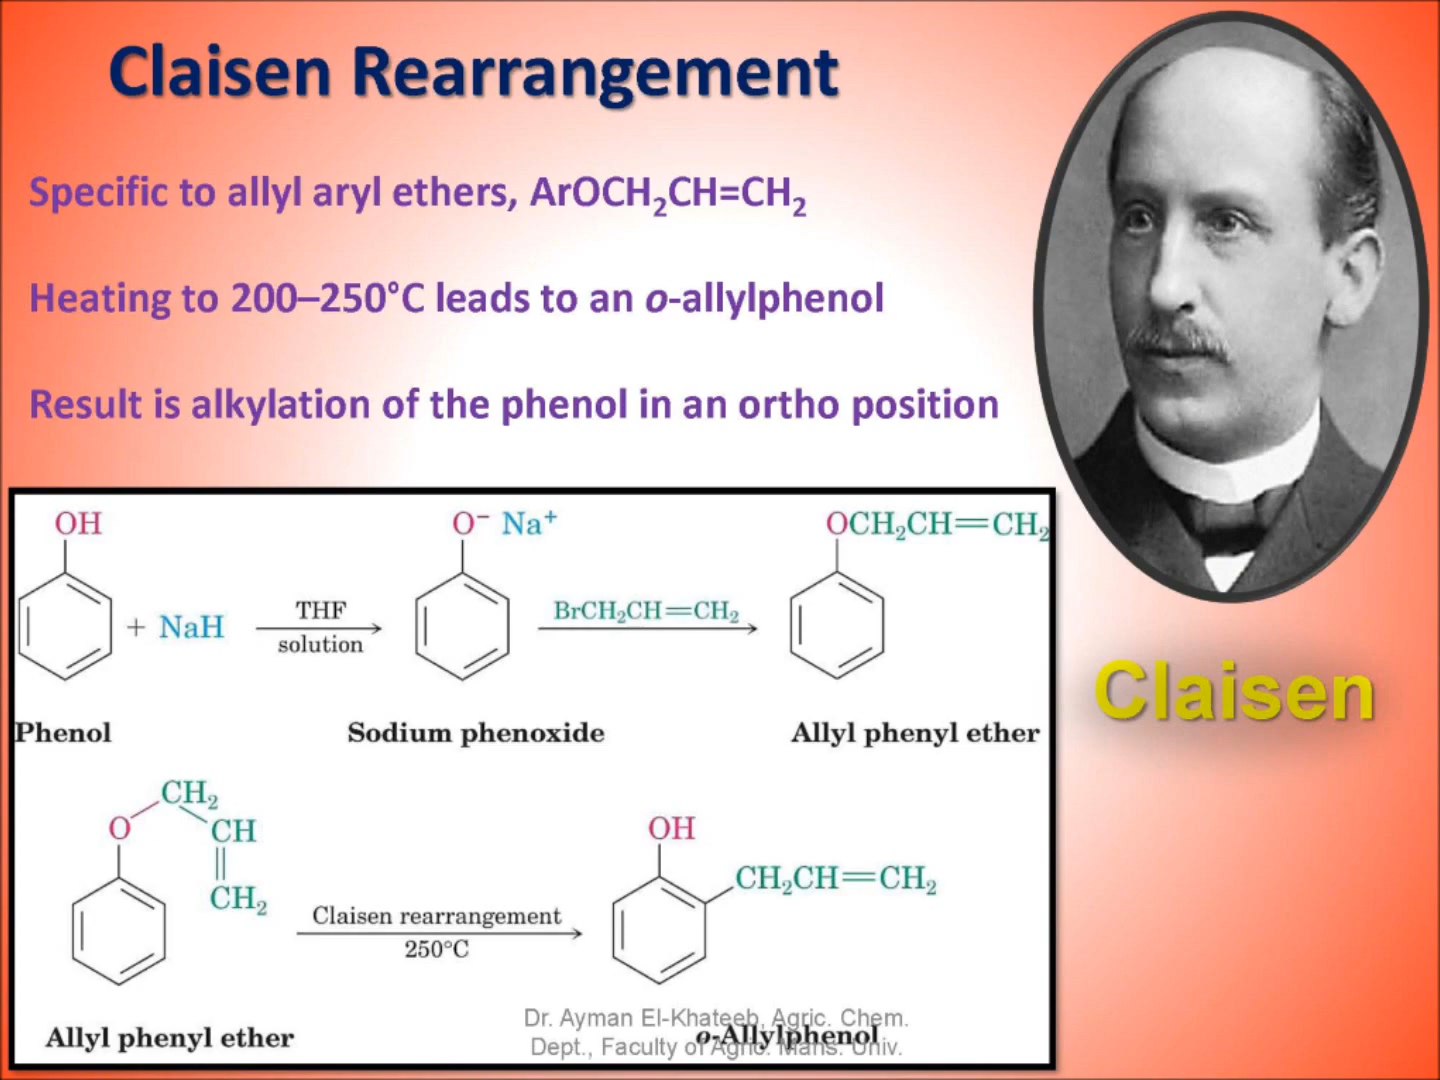 Claisen Rearrangement
Specific to allyl aryl ethers, ArOCH₂CH=CH₂
Heating to 200–250°C leads to an o-allylphenol
Result is alkylation of the phenol in an ortho position
OH
+ NaH
THF
solution
O⁻ Na⁺
BrCH₂CH=CH₂
OCH₂CH=CH₂
Phenol
Sodium phenoxide
Allyl phenyl ether
Claisen
O
CH₂
CH
CH₂
Claisen rearrangement
250°C
OH
CH₂CH=CH₂
Allyl phenyl ether
o-Allylphenol
Dr. Ayman El-Khateeb, Agric. Chem.
Dept., Faculty of Agric. Mans. Univ.